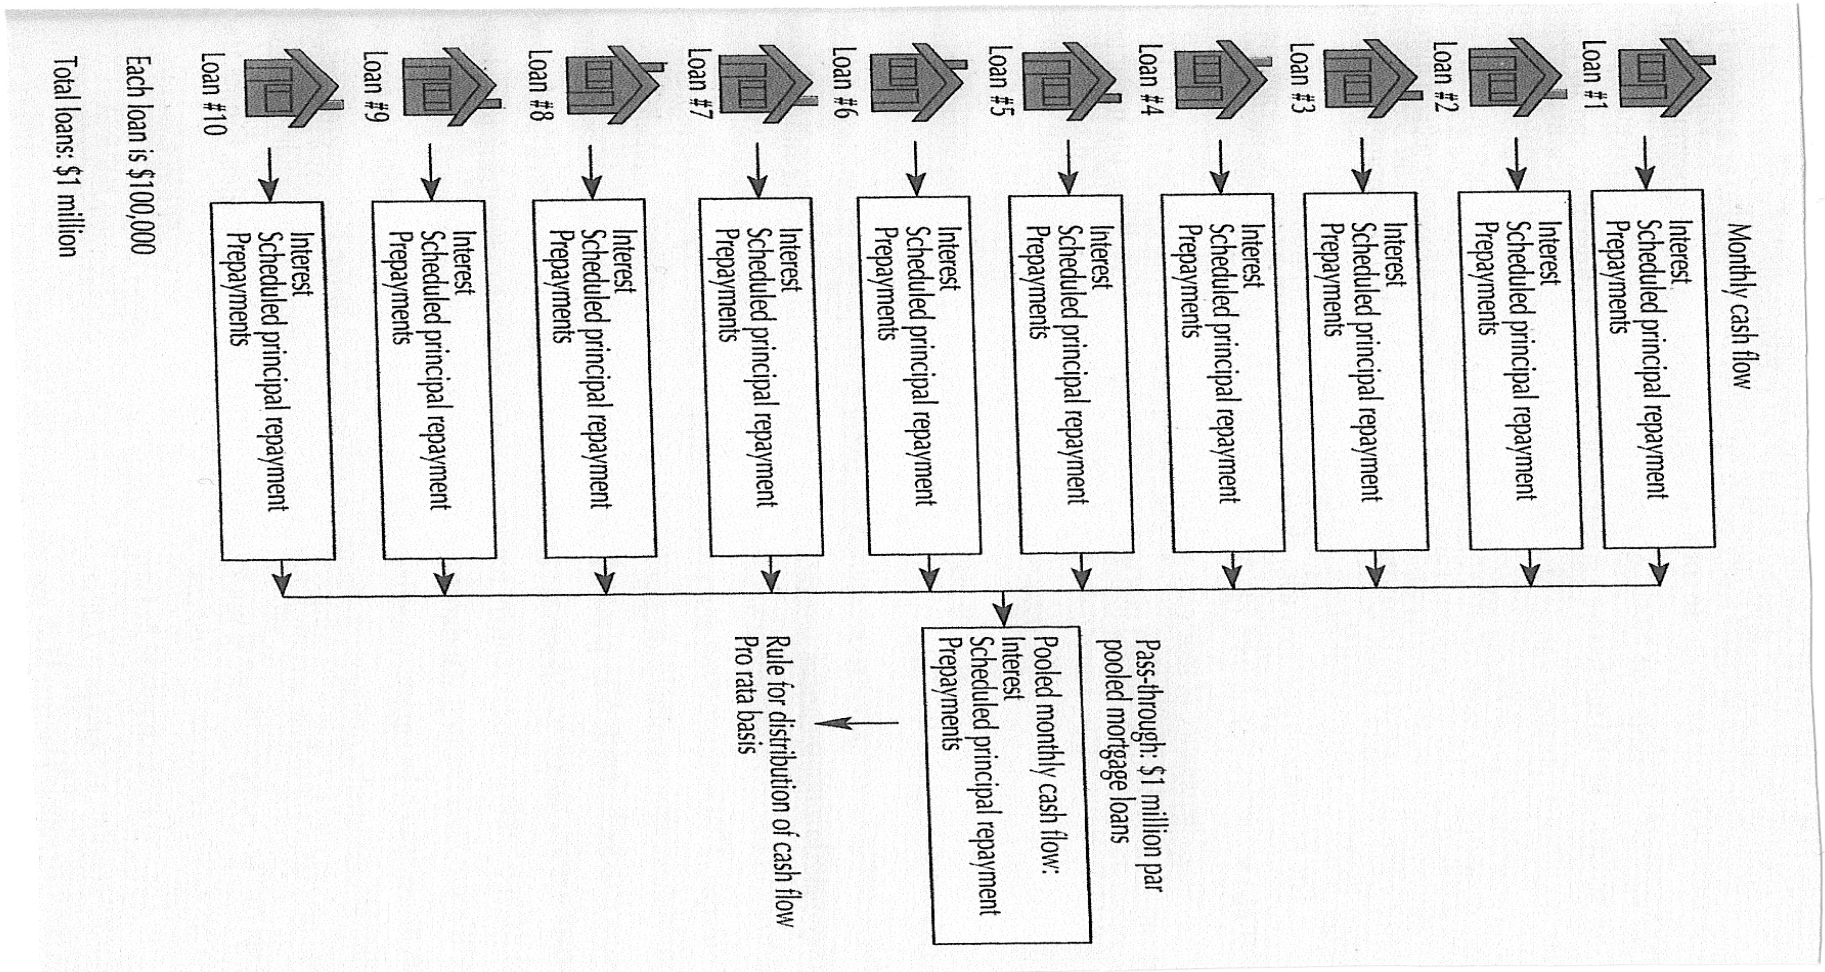 Monthly cash flow
Loan #1
Interest
Scheduled principal repayment
Prepayments
Loan #2
Interest
Scheduled principal repayment
Prepayments
Loan #3
Interest
Scheduled principal repayment
Prepayments
Loan #4
Interest
Scheduled principal repayment
Prepayments
Loan #5
Interest
Scheduled principal repayment
Prepayments
Loan #6
Interest
Scheduled principal repayment
Prepayments
Loan #7
Interest
Scheduled principal repayment
Prepayments
Loan #8
Interest
Scheduled principal repayment
Prepayments
Loan #9
Interest
Scheduled principal repayment
Prepayments
Loan #10
Interest
Scheduled principal repayment
Prepayments
Each loan is $100,000
Total loans: $1 million
Pass-through: $1 million par
pooled mortgage loans
Pooled monthly cash flow:
Interest
Scheduled principal repayment
Prepayments
Rule for distribution of cash flow
Pro rata basis